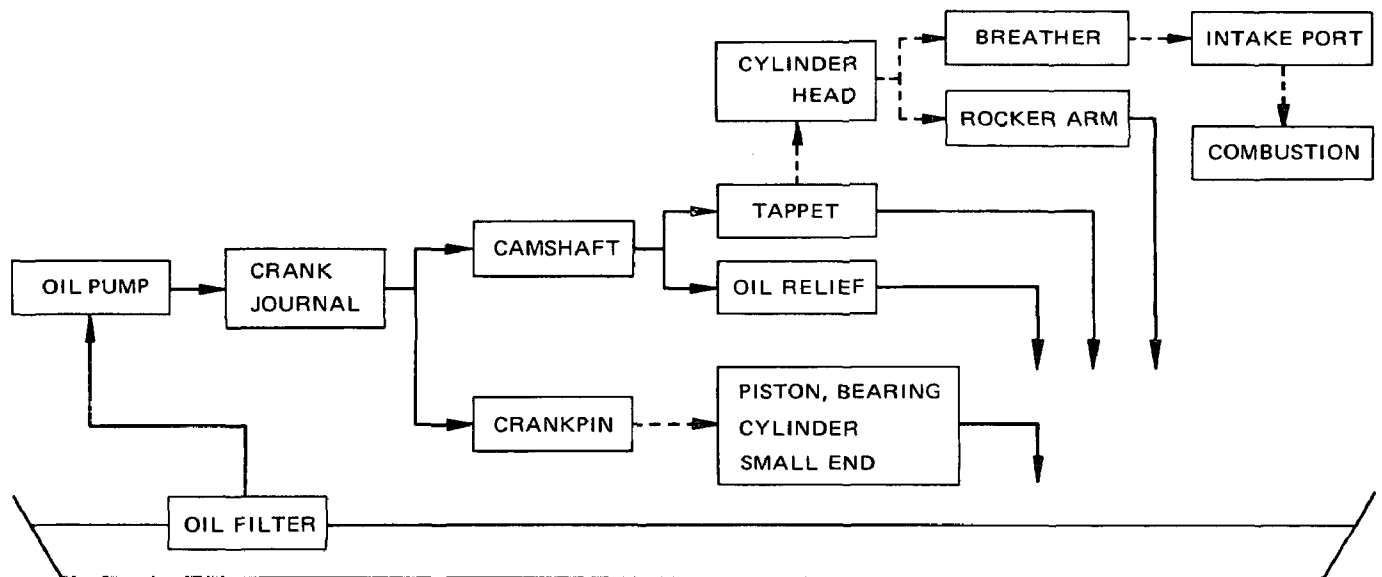 BREATHER
INTAKE PORT
CYLINDER
HEAD
ROCKER ARM
COMBUSTION
TAPPET
CAMSHAFT
CRANK
JOURNAL
OIL PUMP
OIL RELIEF
PISTON, BEARING
CYLINDER
SMALL END
CRANKPIN
OIL FILTER